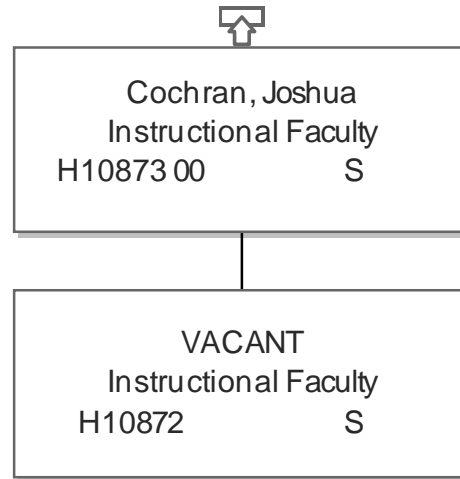 Cochran, Joshua
Instructional Faculty
H10873 00 S
VACANT
Instructional Faculty
H10872 S